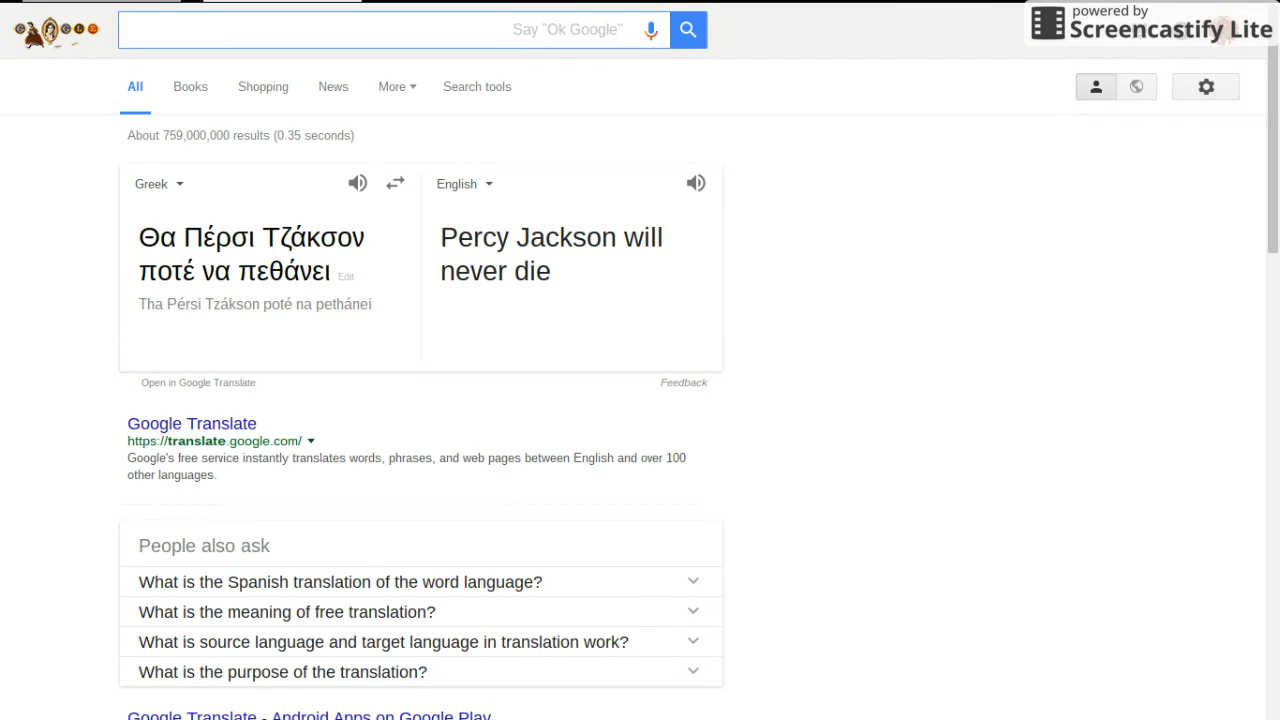 powered by
Screencastify Lite
Say "Ok Google"
All Books Shopping News More Search tools
About 759,000,000 results (0.35 seconds)
Greek English
Θα Πέρσι Τζάκσον
ποτέ να πεθάνει Edit
Tha Pérsi Tzákson poté na pethánei
Percy Jackson will
never die
Open in Google Translate Feedback
Google Translate
https://translate.google.com/
Google's free service instantly translates words, phrases, and web pages between English and over 100
other languages.
People also ask
What is the Spanish translation of the word language?
What is the meaning of free translation?
What is source language and target language in translation work?
What is the purpose of the translation?
Google Translate - Android Apps on Google Play